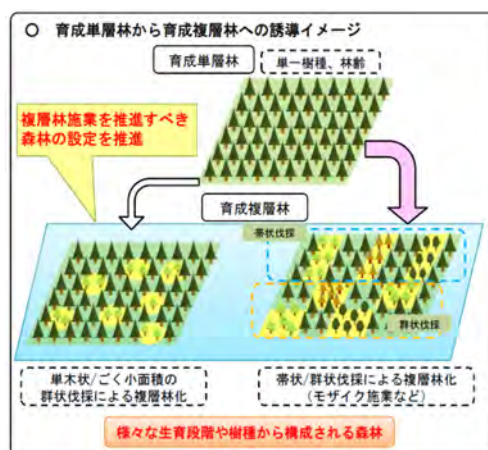 ○ 育成単層林から育成複層林への誘導イメージ
育成単層林
単一樹種、林齢
複層林施業を推進すべき
森林の設定を推進
育成複層林
帯状伐採
群状伐採
単木状/ごく小面積の
群状伐採による複層林化
帯状/群状伐採による複層林化
(モザイク施業など)
様々な生育段階や樹種から構成される森林